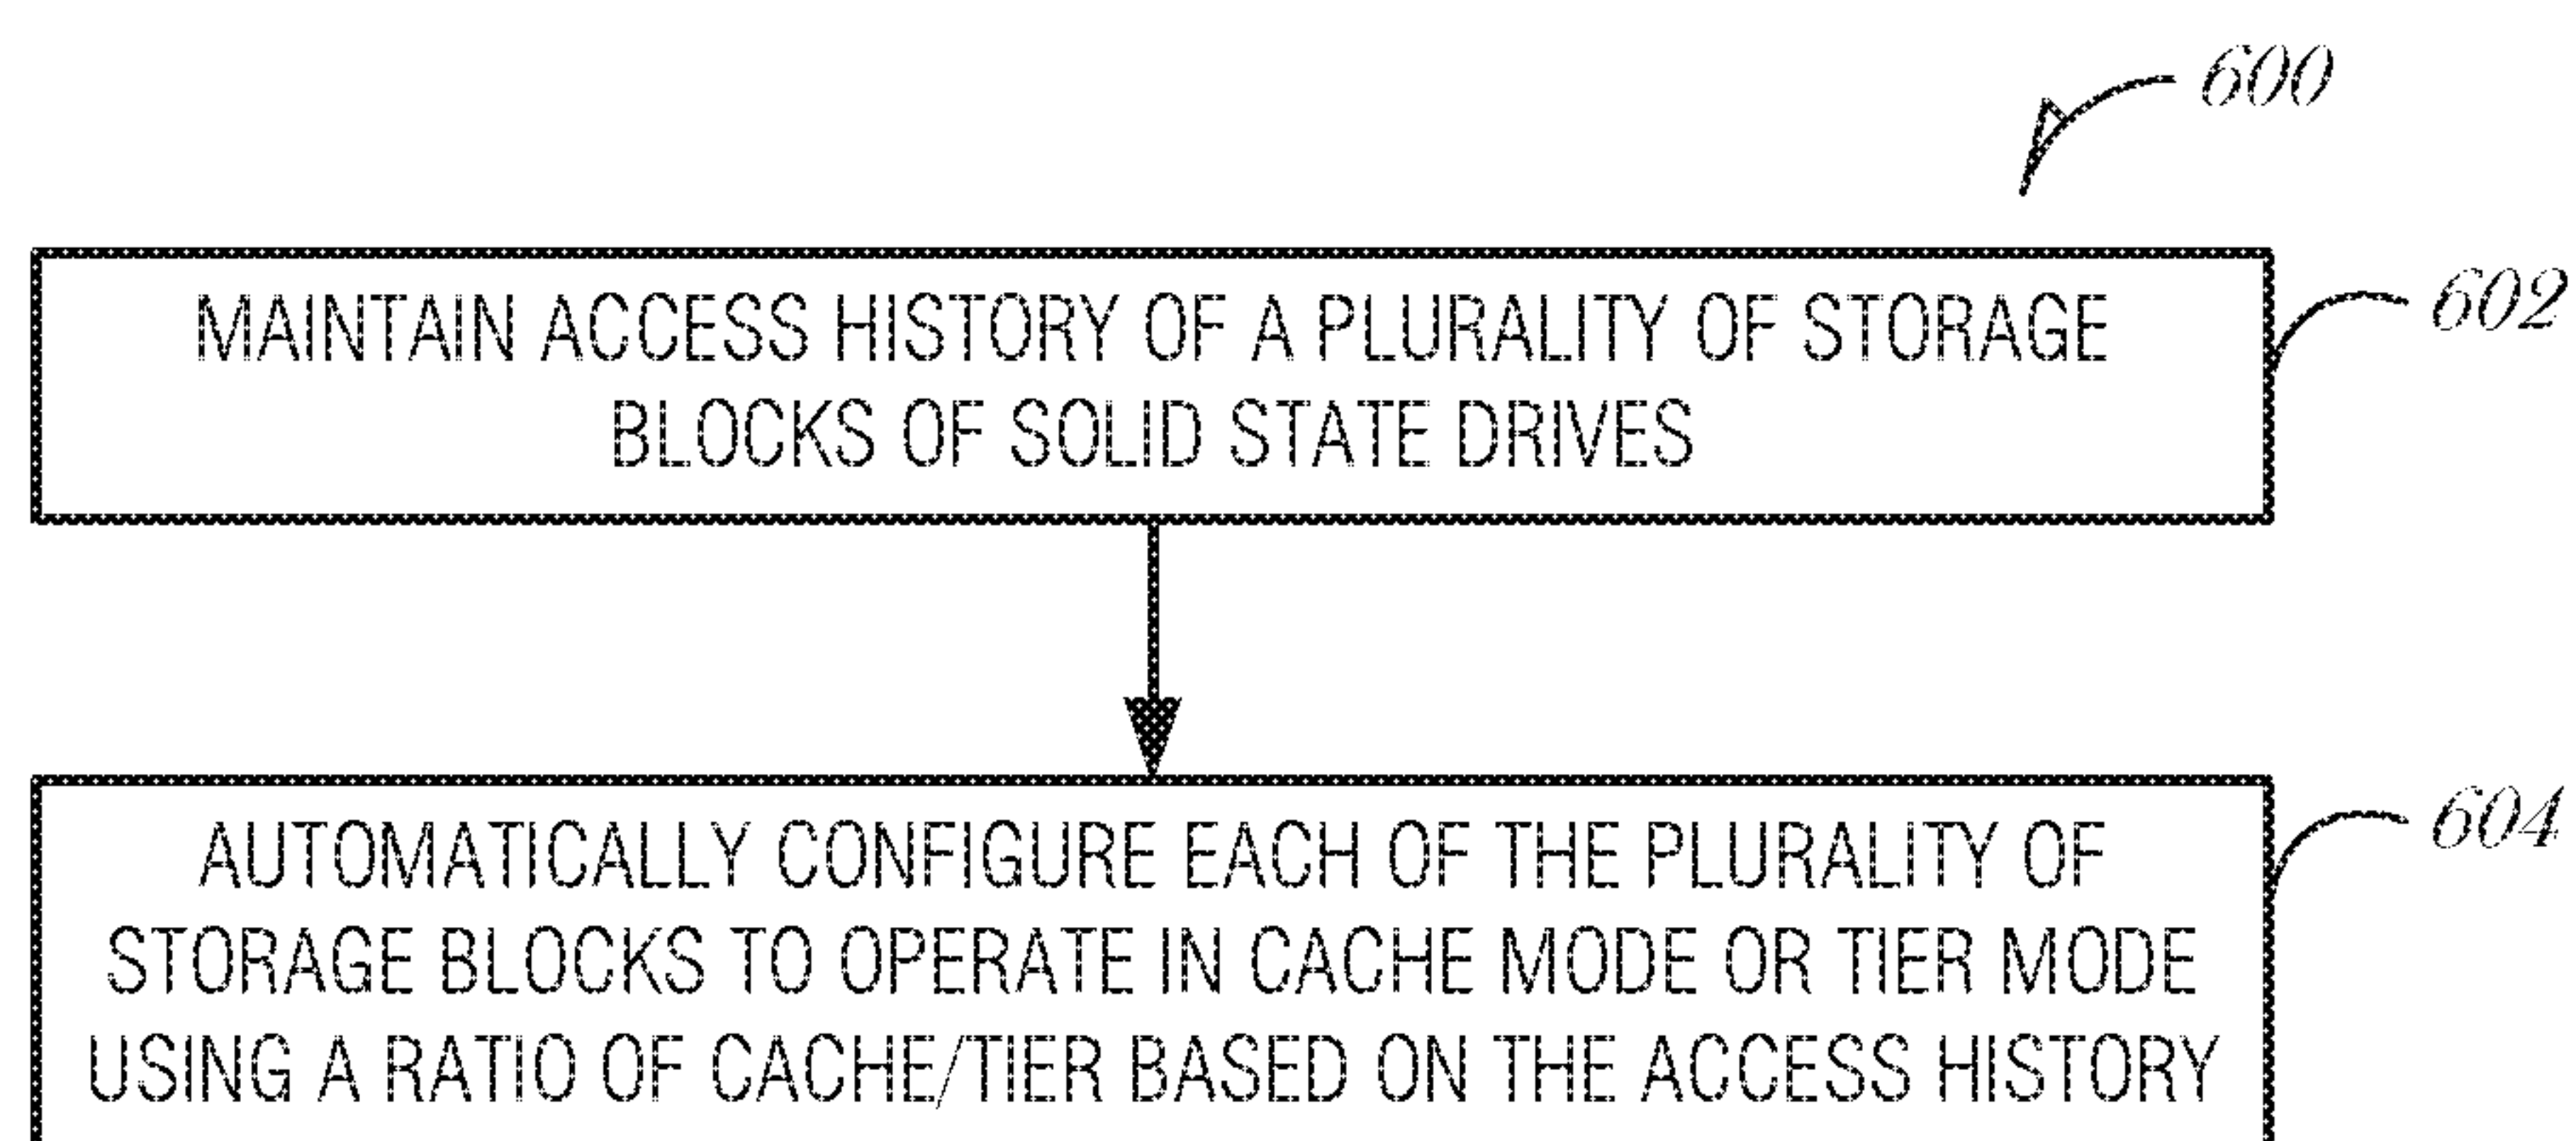 600
MAINTAIN ACCESS HISTORY OF A PLURALITY OF STORAGE
BLOCKS OF SOLID STATE DRIVES
602
AUTOMATICALLY CONFIGURE EACH OF THE PLURALITY OF
STORAGE BLOCKS TO OPERATE IN CACHE MODE OR TIER MODE
USING A RATIO OF CACHE/TIER BASED ON THE ACCESS HISTORY
604